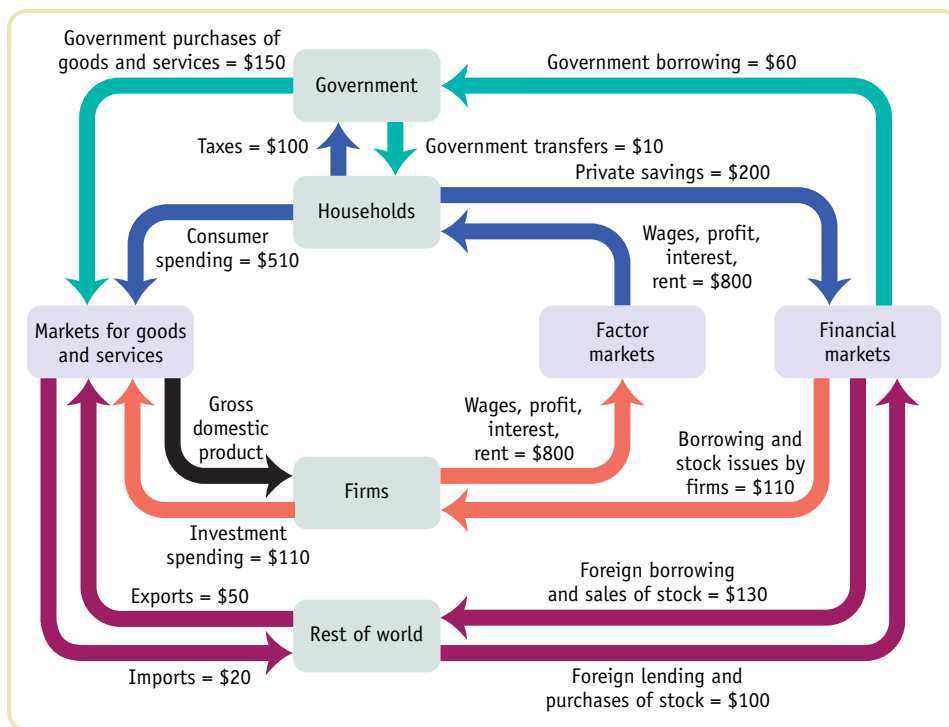 Government purchases of
goods and services = $150
Government
Government borrowing = $60
Taxes = $100
Government transfers = $10
Private savings = $200
Households
Consumer
spending = $510
Wages, profit,
interest,
rent = $800
Markets for goods
and services
Factor
markets
Financial
markets
Gross
domestic
product
Wages, profit,
interest,
rent = $800
Borrowing and
stock issues by
firms = $110
Firms
Investment
spending = $110
Exports = $50
Foreign borrowing
and sales of stock = $130
Rest of world
Imports = $20
Foreign lending and
purchases of stock = $100